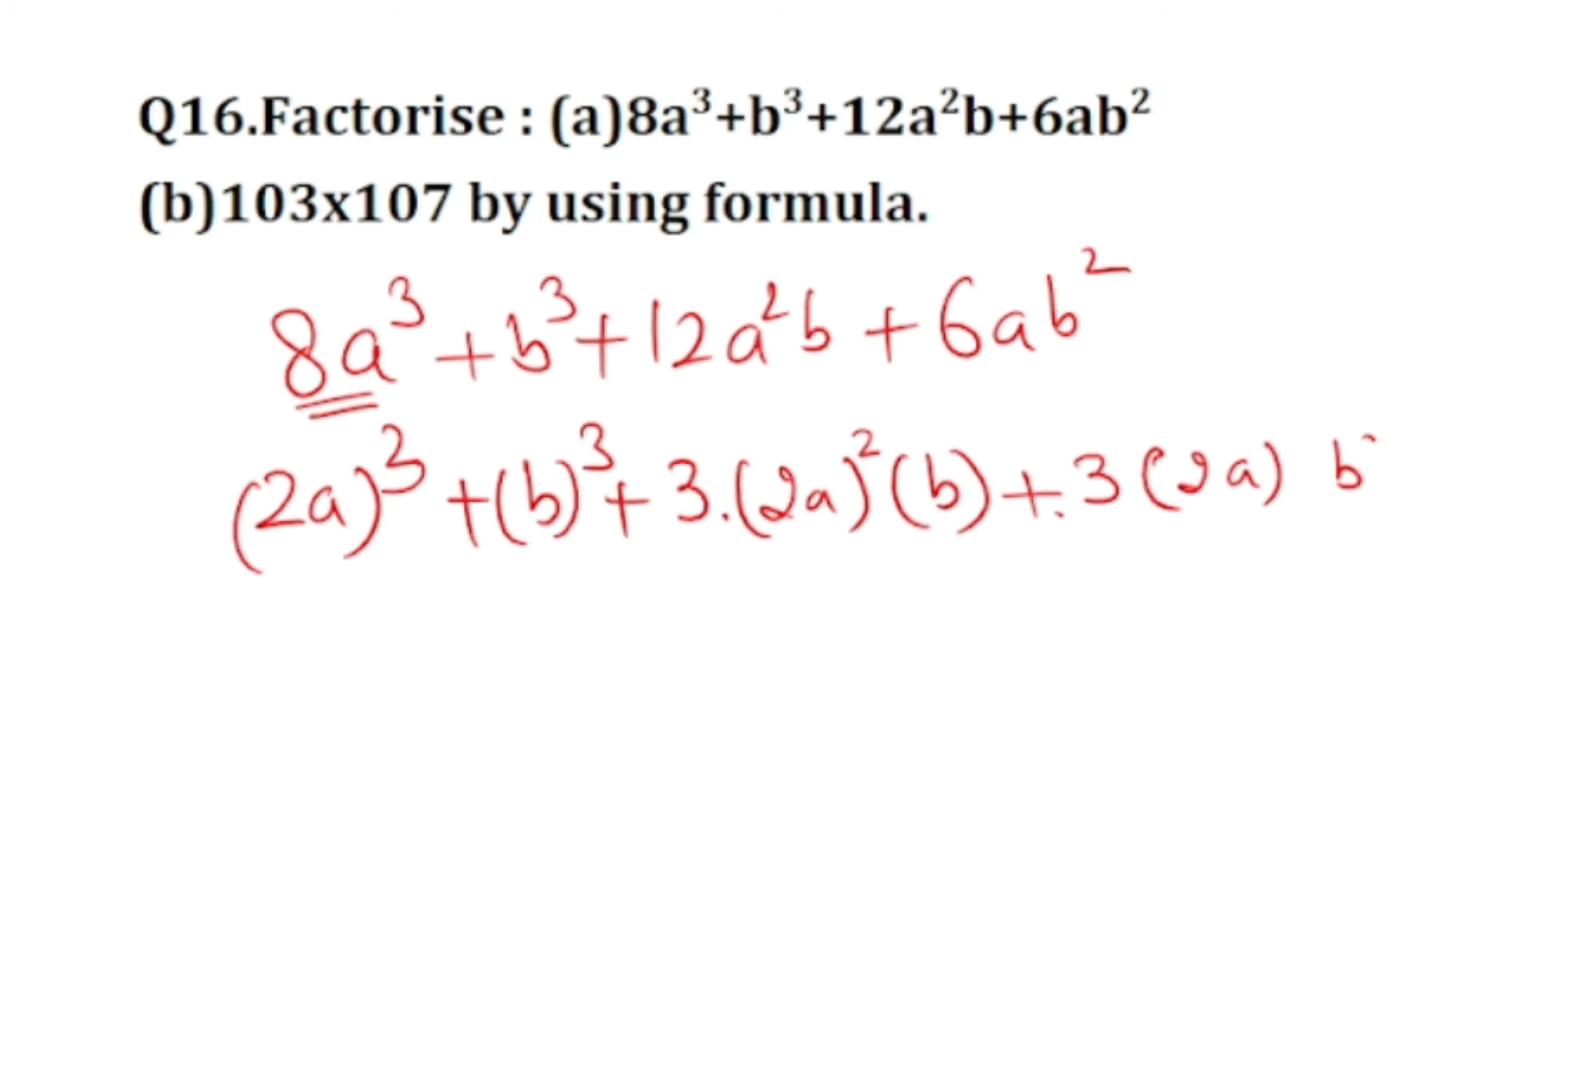 Q16.Factorise : (a)8a³+b³+12a²b+6ab²
(b)103x107 by using formula.
8a³ + b³ + 12a²b + 6ab²
(2a)³ + (b)³ + 3.(2a)²(b) + 3(2a) b